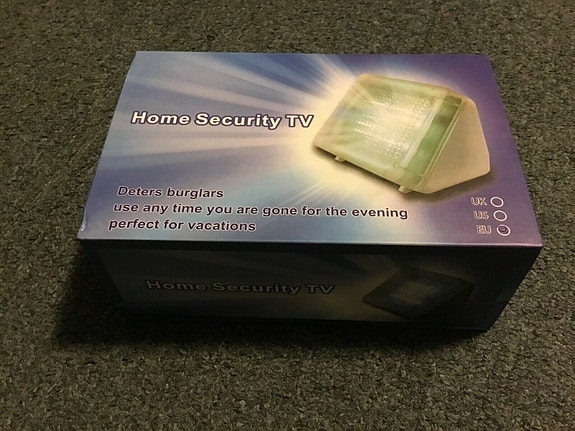 Home Security TV
Deters burglars
use any time you are gone for the evening
perfect for vacations
UK
US
EU
Home Security TV